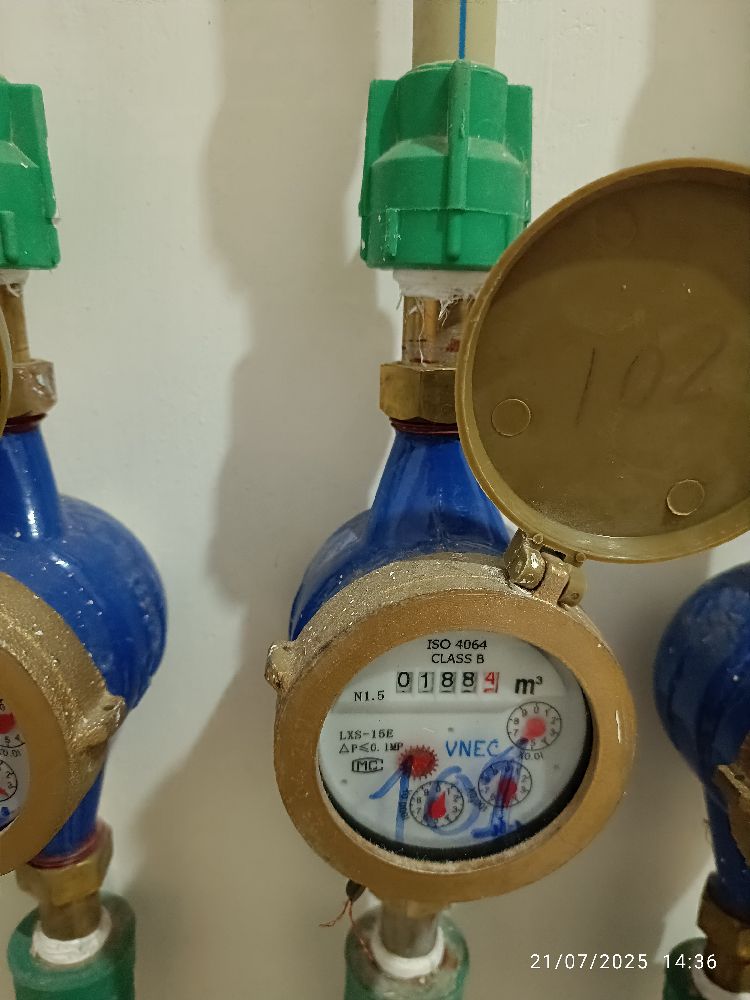 102
ISO 4064
CLASS B
01884 m³
N1.5
LXS-15E
△P≤0.1MP
VNEC
MC
X0.01
101
21/07/2025 14:36